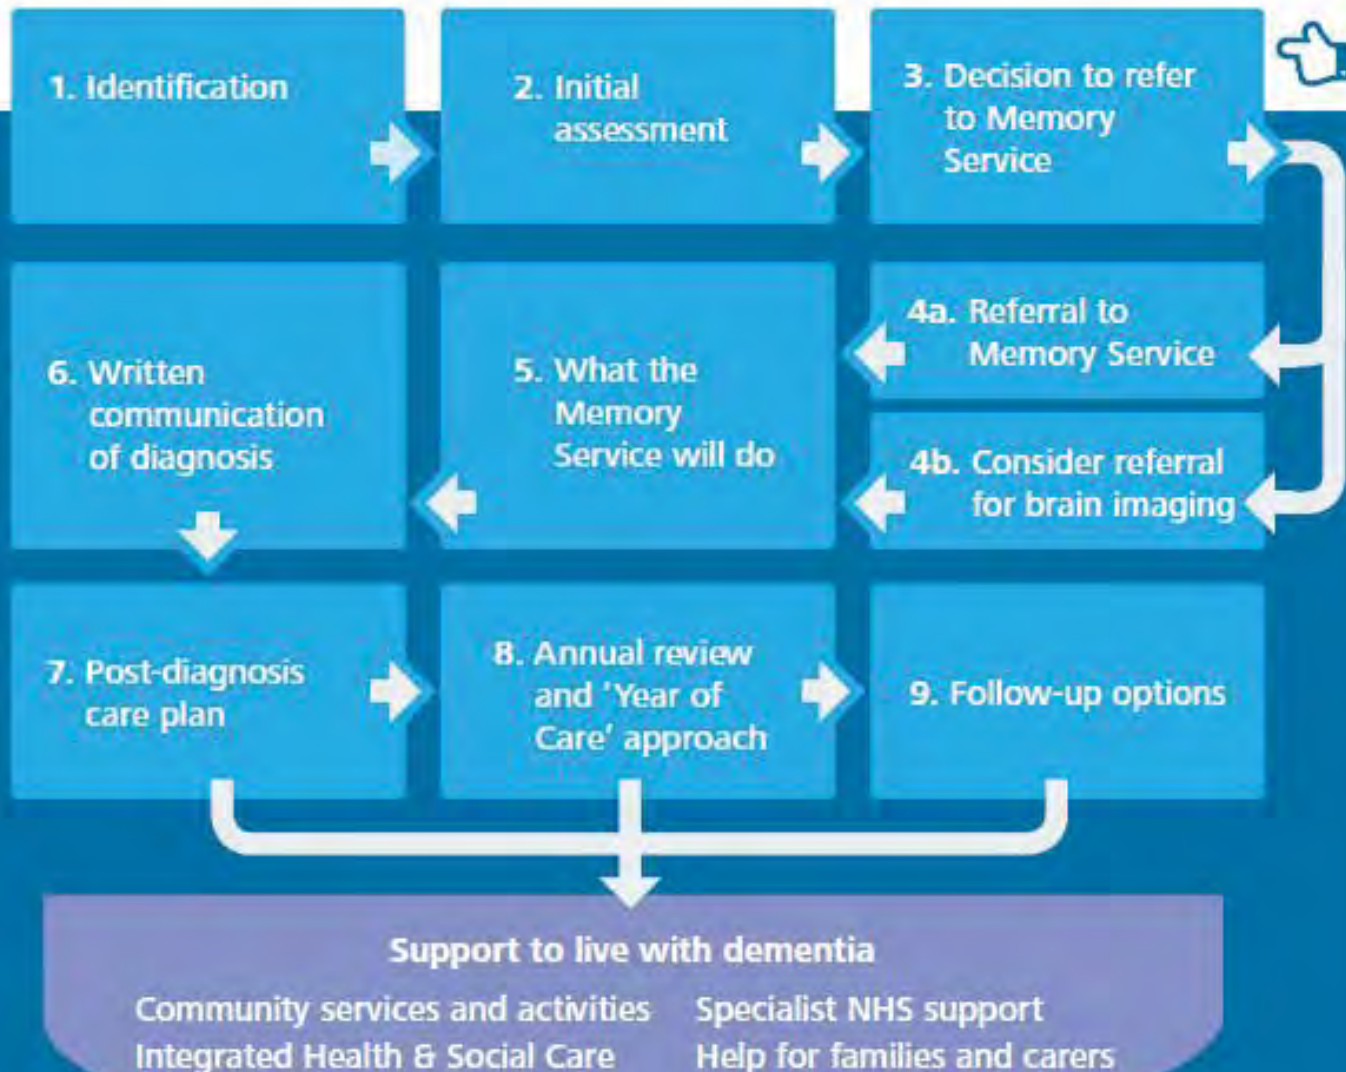 1. Identification
2. Initial
assessment
3. Decision to refer
to Memory
Service
4a. Referral to
Memory Service
4b. Consider referral
for brain imaging
5. What the
Memory
Service will do
6. Written
communication
of diagnosis
7. Post-diagnosis
care plan
8. Annual review
and ‘Year of
Care’ approach
9. Follow-up options
Support to live with dementia
Community services and activities
Integrated Health & Social Care
Specialist NHS support
Help for families and carers